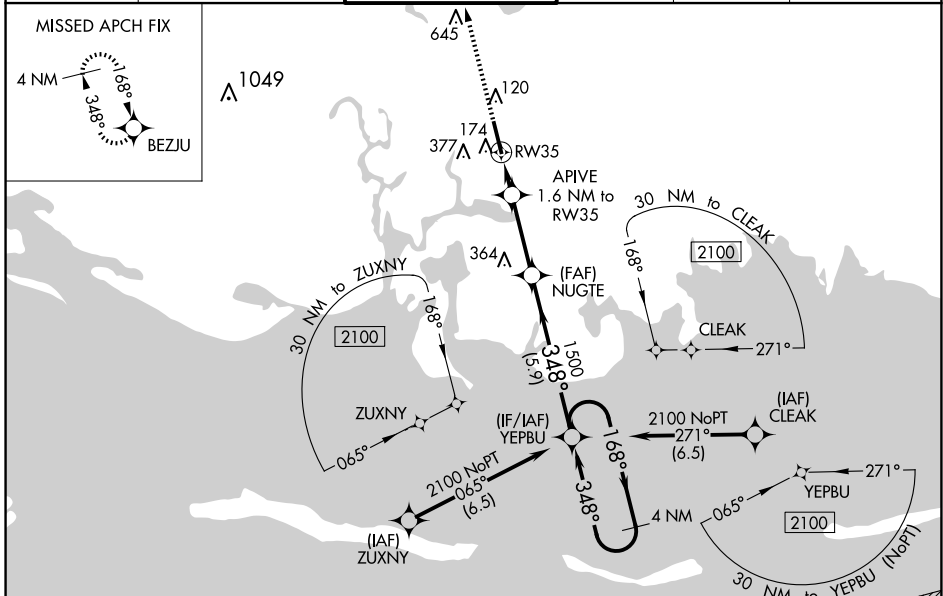 MISSED APCH FIX
4 NM
168°
348°
BEZJU
1049
645
120
174
377
RW35
APIVE
1.6 NM to
RW35
364
(FAF)
NUGTE
30 NM to CLEAK
2100
168°
CLEAK
271°
30 NM to ZUXNY
2100
168°
ZUXNY
065°
1500
348°
(5.9)
(IF/IAF)
YEPBU
2100 NoPT
271°
(6.5)
(IAF)
CLEAK
2100 NoPT
065°
(6.5)
(IAF)
ZUXNY
168°
348°
4 NM
065°
271°
YEPBU
2100
30 NM to YEPBU (NoPT)